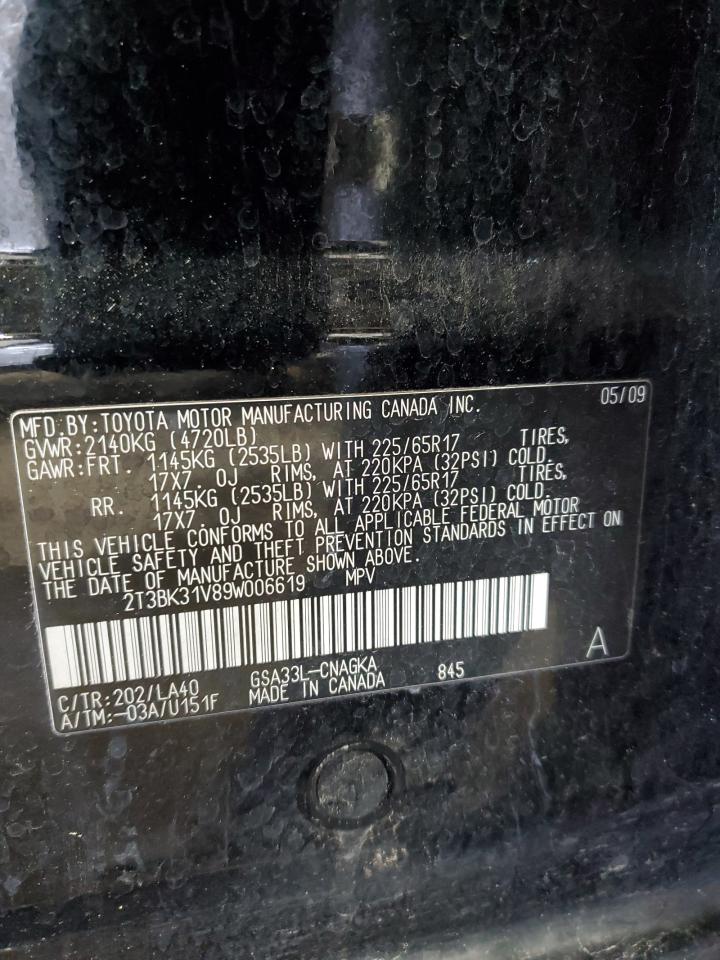 MFD.BY:TOYOTA MOTOR MANUFACTURING CANADA INC. 05/09
GVWR:2140KG (4720LB)
GAWR:FRT. 1145KG (2535LB) WITH 225/65R17 TIRES,
17X7. 0J RIMS, AT 220KPA (32PSI) COLD.
RR. 1145KG (2535LB) WITH 225/65R17 TIRES,
17X7. 0J RIMS, AT 220KPA (32PSI) COLD.
THIS VEHICLE CONFORMS TO ALL APPLICABLE FEDERAL MOTOR
VEHICLE SAFETY AND THEFT PREVENTION STANDARDS IN EFFECT ON
THE DATE OF MANUFACTURE SHOWN ABOVE.
2T3BK31V89W006619 MPV
A
C/TR:202/LA40 GSA33L-CNAGKA 845
A/TM:-03A/U151F MADE IN CANADA